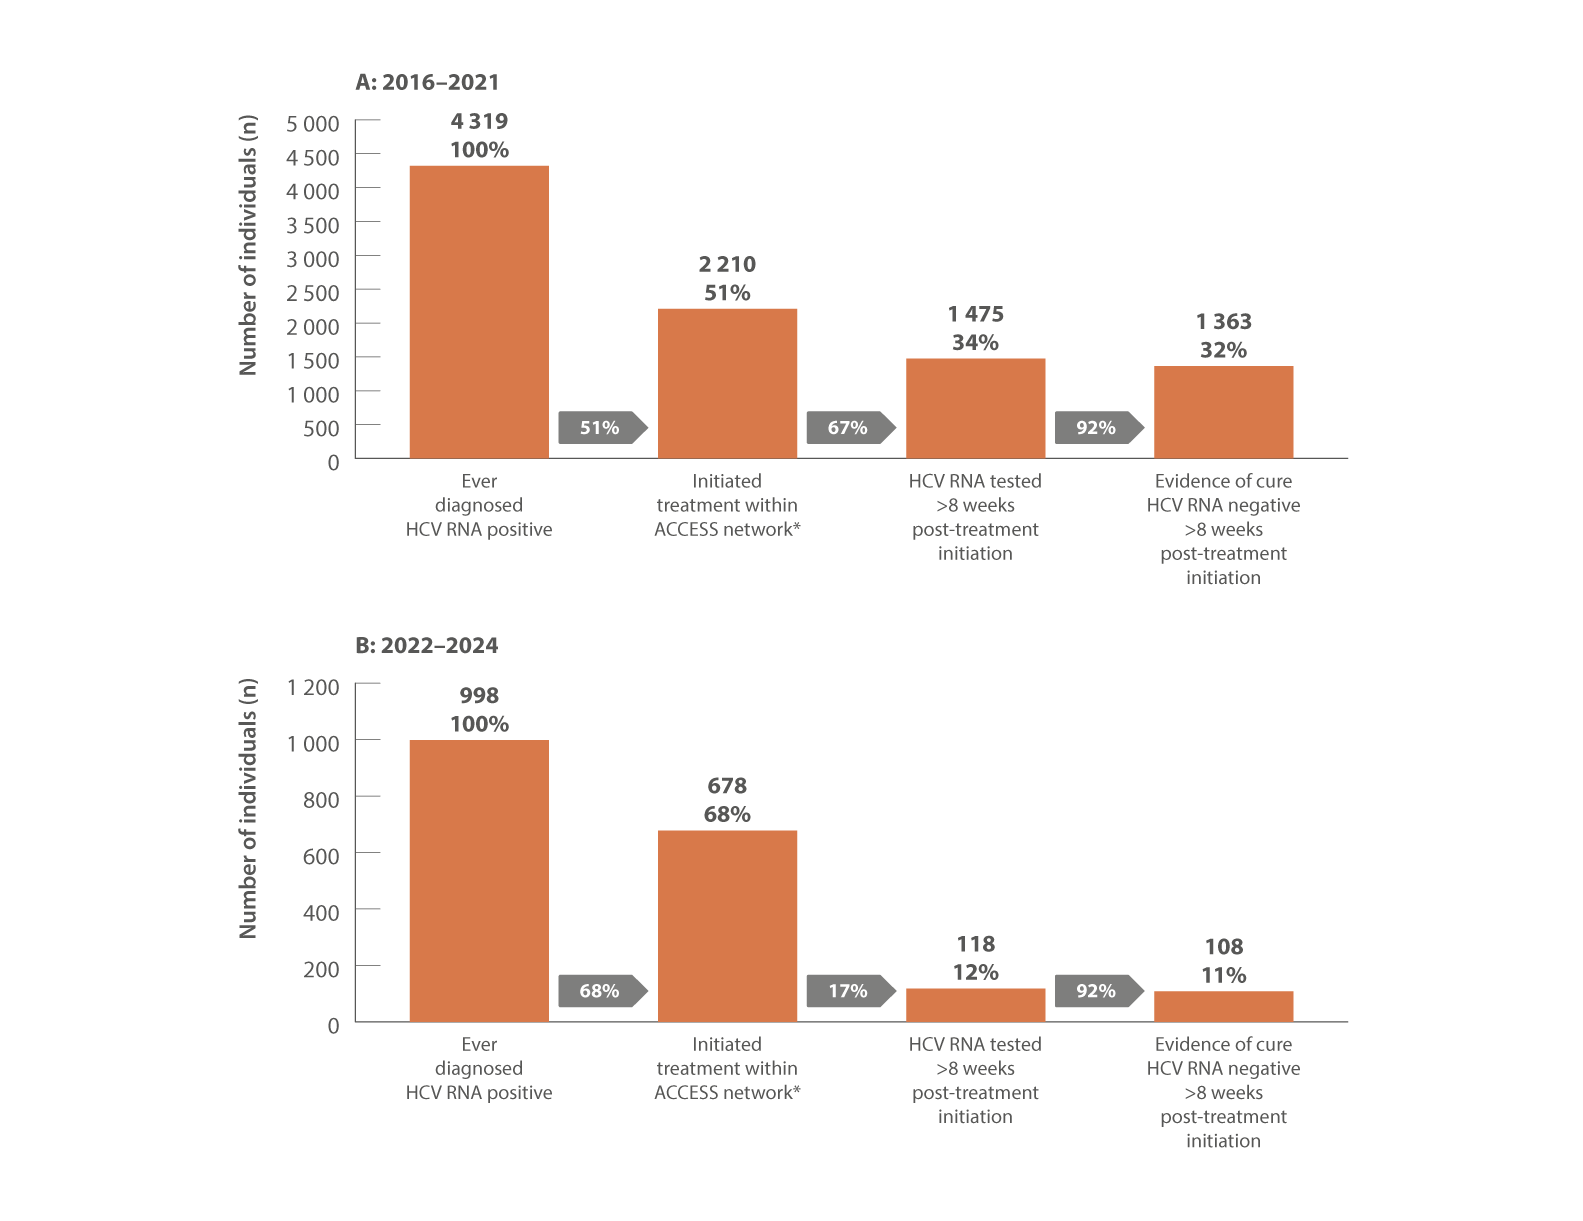 A: 2016–2021
Number of individuals (n)
5 000
4 500
4 000
3 500
3 000
2 500
2 000
1 500
1 000
500
0
4 319
100%
2 210
51%
1 475
34%
1 363
32%
51%
67%
92%
Ever
diagnosed
HCV RNA positive
Initiated
treatment within
ACCESS network*
HCV RNA tested
>8 weeks
post-treatment
initiation
Evidence of cure
HCV RNA negative
>8 weeks
post-treatment
initiation
B: 2022–2024
Number of individuals (n)
1 200
1 000
800
600
400
200
0
998
100%
678
68%
118
12%
108
11%
68%
17%
92%
Ever
diagnosed
HCV RNA positive
Initiated
treatment within
ACCESS network*
HCV RNA tested
>8 weeks
post-treatment
initiation
Evidence of cure
HCV RNA negative
>8 weeks
post-treatment
initiation